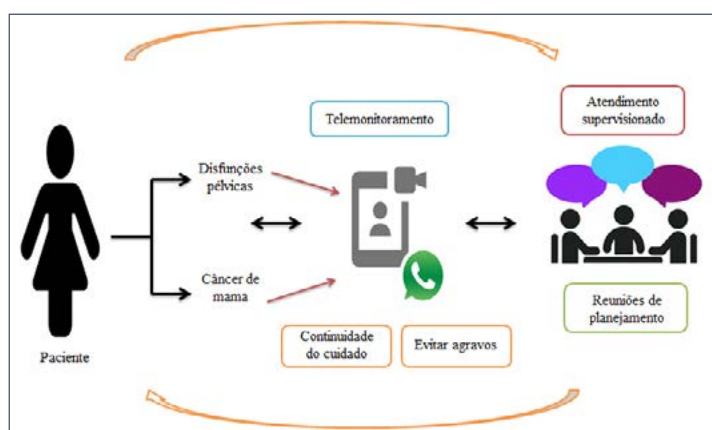 Atendimento
supervisionado
Telemonitoramento
Disfunções
pélvicas
Câncer de
mama
Paciente
Continuidade
do cuidado
Evitar agravos
Reuniões de
planejamento